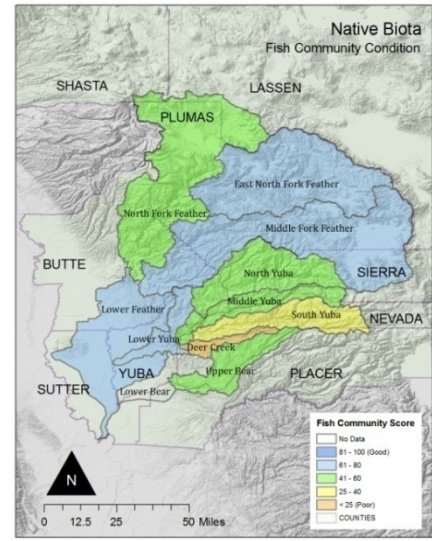 Native Biota
Fish Community Condition
SHASTA
LASSEN
PLUMAS
East North Fork Feather
North Fork Feather
Middle Fork Feather
BUTTE
North Yuba
SIERRA
Lower Feather
Middle Yuba
South Yuba
NEVADA
Lower Yuba
Deer Creek
YUBA
Upper Bear
PLACER
SUTTER
Lower Bear
Fish Community Score
No Data
81 - 100 (Good)
61 - 80
41 - 60
25 - 40
< 25 (Poor)
COUNTIES
N
0 12.5 25 50 Miles